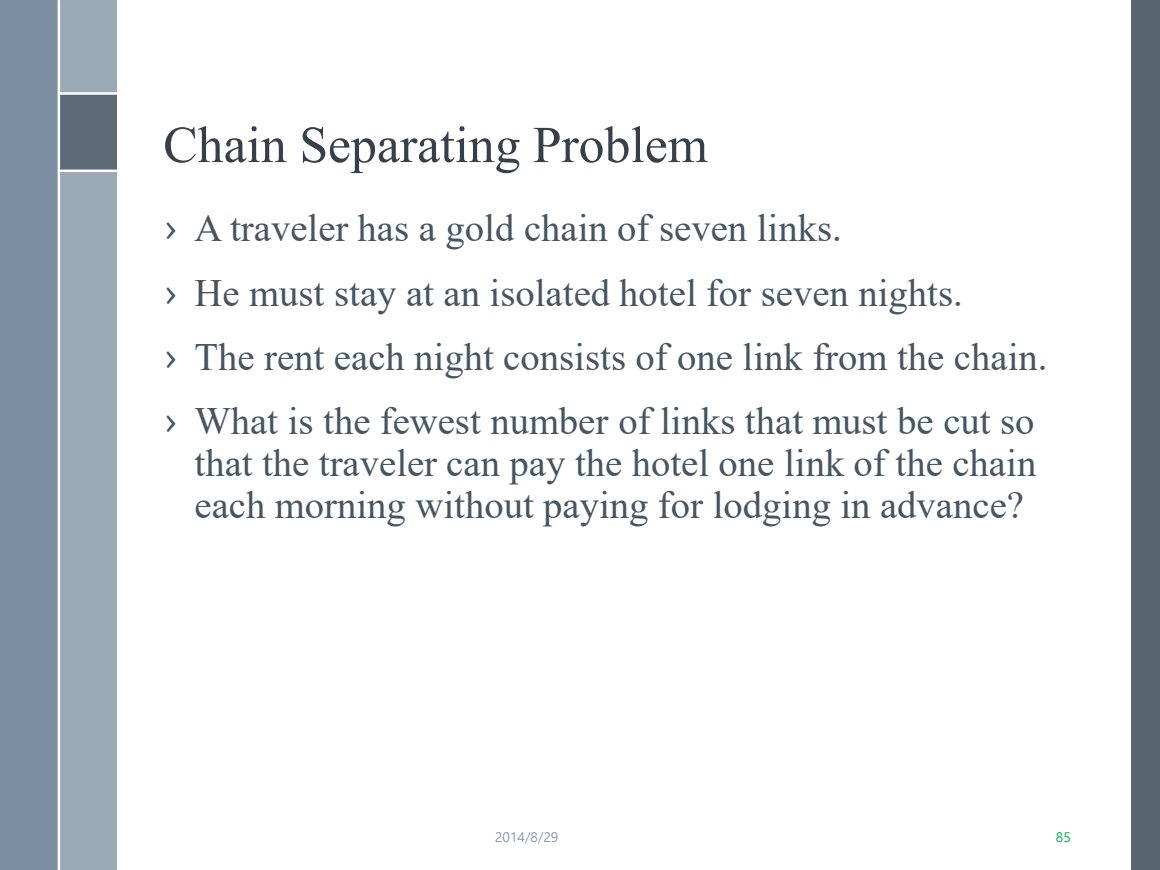 Chain Separating Problem
› A traveler has a gold chain of seven links.
› He must stay at an isolated hotel for seven nights.
› The rent each night consists of one link from the chain.
› What is the fewest number of links that must be cut so
that the traveler can pay the hotel one link of the chain
each morning without paying for lodging in advance?
2014/8/29
85